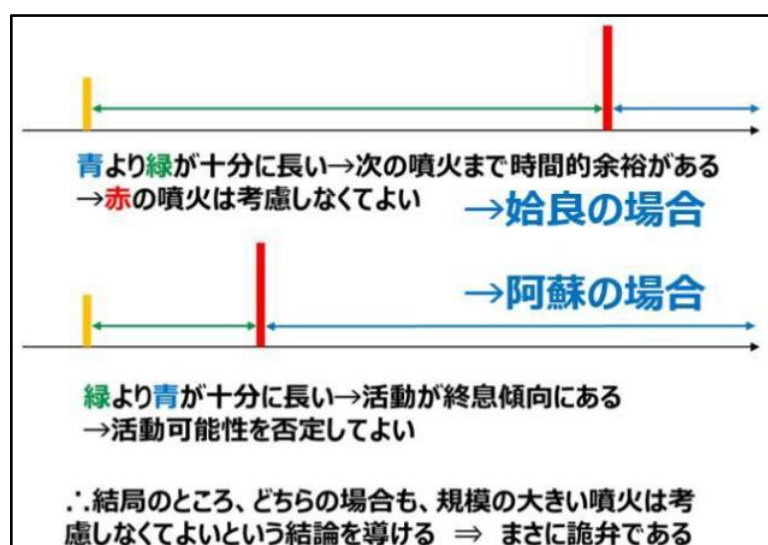 青より緑が十分に長い→次の噴火まで時間的余裕がある
→赤の噴火は考慮しなくてよい
→姶良の場合
→阿蘇の場合
緑より青が十分に長い→活動が終息傾向にある
→活動可能性を否定してよい
∴結局のところ、どちらの場合も、規模の大きい噴火は考
慮しなくてよいという結論を導ける ⇒ まさに詭弁である